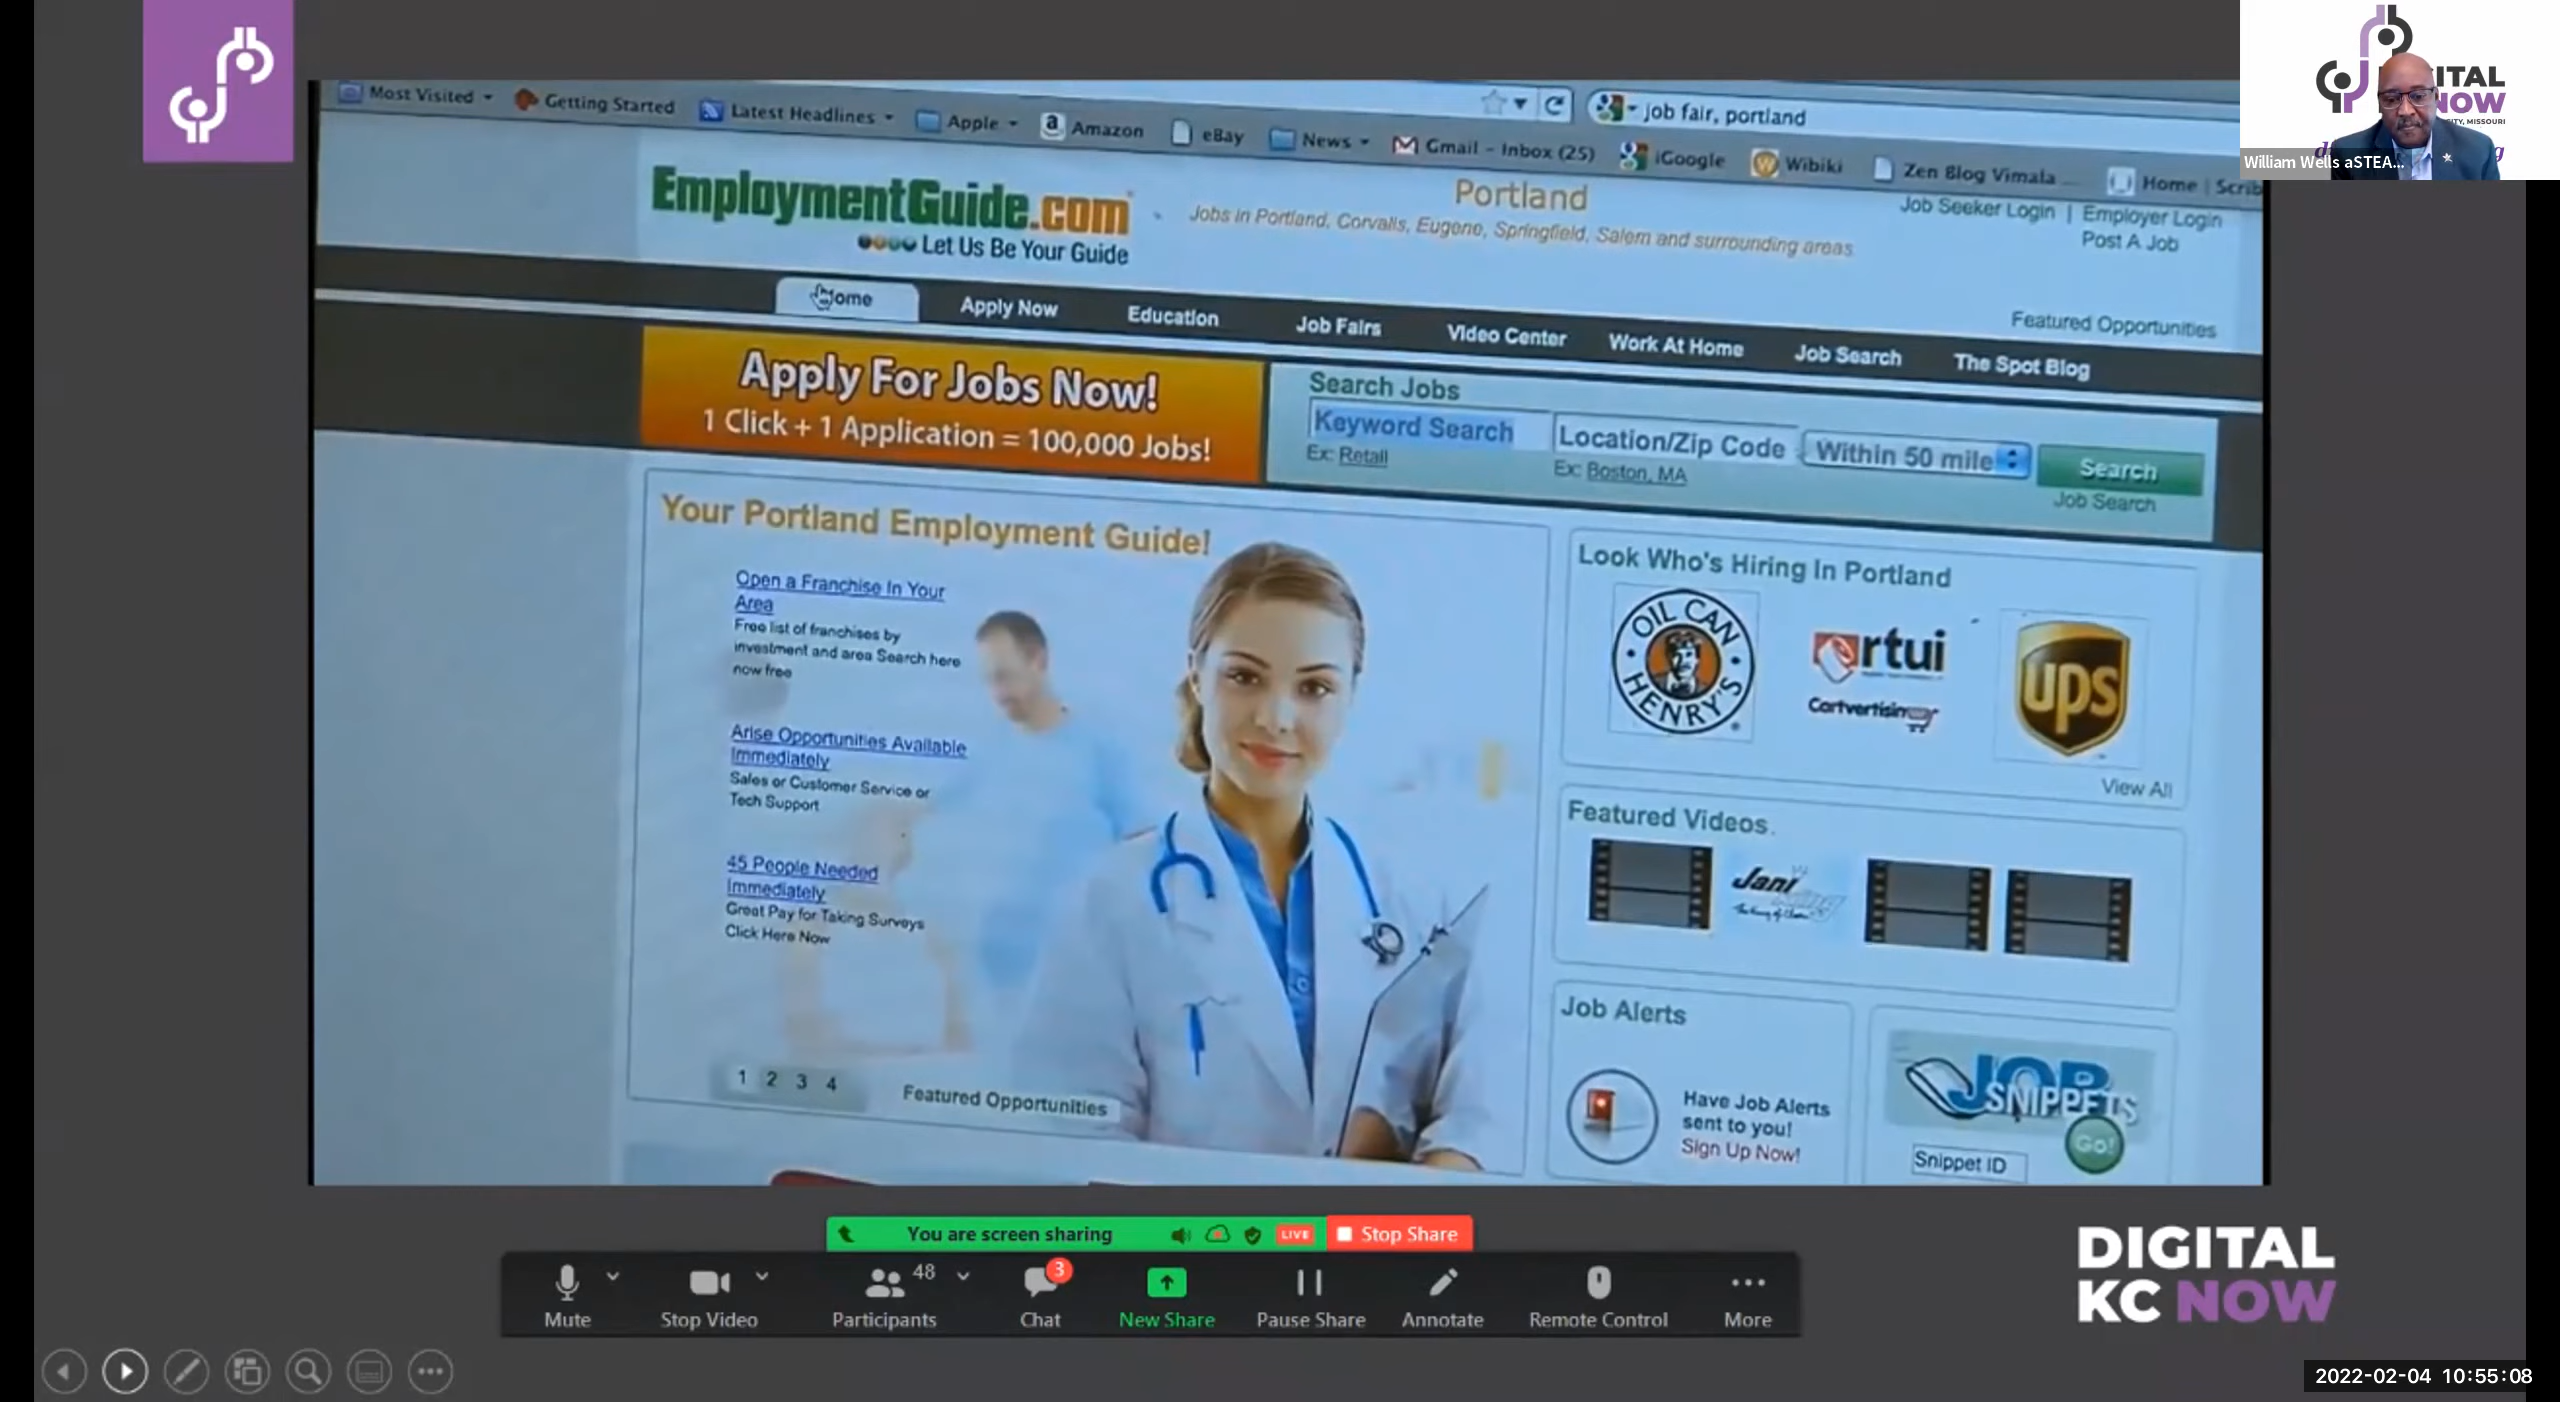 Most Visited
Getting Started
Latest Headlines
Apple
Amazon
eBay
News
Gmail - Inbox (25)
iGoogle
Wibiki
Zen Blog Vimala
Home | Scrib
job fair, portland
EmploymentGuide.com
Let Us Be Your Guide
Portland
Jobs in Portland, Corvalis, Eugene, Springfield, Salem and surrounding areas
Job Seeker Login | Employer Login
Post A Job
Featured Opportunities
Home
Apply Now
Education
Job Fairs
Video Center
Work At Home
Job Search
The Spot Blog
Apply For Jobs Now!
1 Click + 1 Application = 100,000 Jobs!
Search Jobs
Keyword Search
Location/Zip Code
Within 50 mile
Search
Ex: Retail
Ex: Boston, MA
Job Search
Your Portland Employment Guide!
Open a Franchise In Your
Area
Free list of franchises by
investment and area Search here
now free
Arise Opportunities Available
Immediately
Sales or Customer Service or
Tech Support
45 People Needed
Immediately
Great Pay for Taking Surveys
Click Here Now
1 2 3 4
Featured Opportunities
Look Who's Hiring In Portland
OIL CAN
HENRY'S
rtui
Cartvertising
ups
View All
Featured Videos
Jani
King
Job Alerts
Have Job Alerts
sent to you!
Sign Up Now!
JOB
SNIPPETS
Snippet ID
Go!
ITAL
NOW
CITY, MISSOURI
William Wells aSTEA...
You are screen sharing
LIVE
Stop Share
Mute
Stop Video
48
Participants
3
Chat
New Share
Pause Share
Annotate
Remote Control
More
DIGITAL
KC NOW
2022-02-04 10:55:08